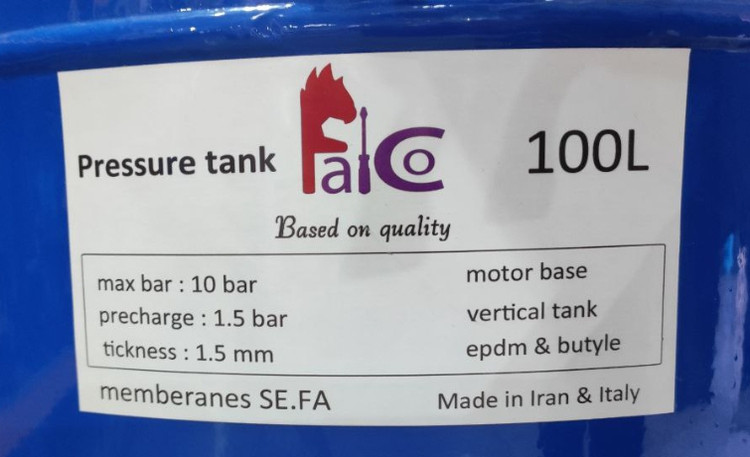 Pressure tank FalCo 100L
Based on quality
max bar : 10 bar motor base
precharge : 1.5 bar vertical tank
tickness : 1.5 mm epdm & butyle
memberanes SE.FA Made in Iran & Italy